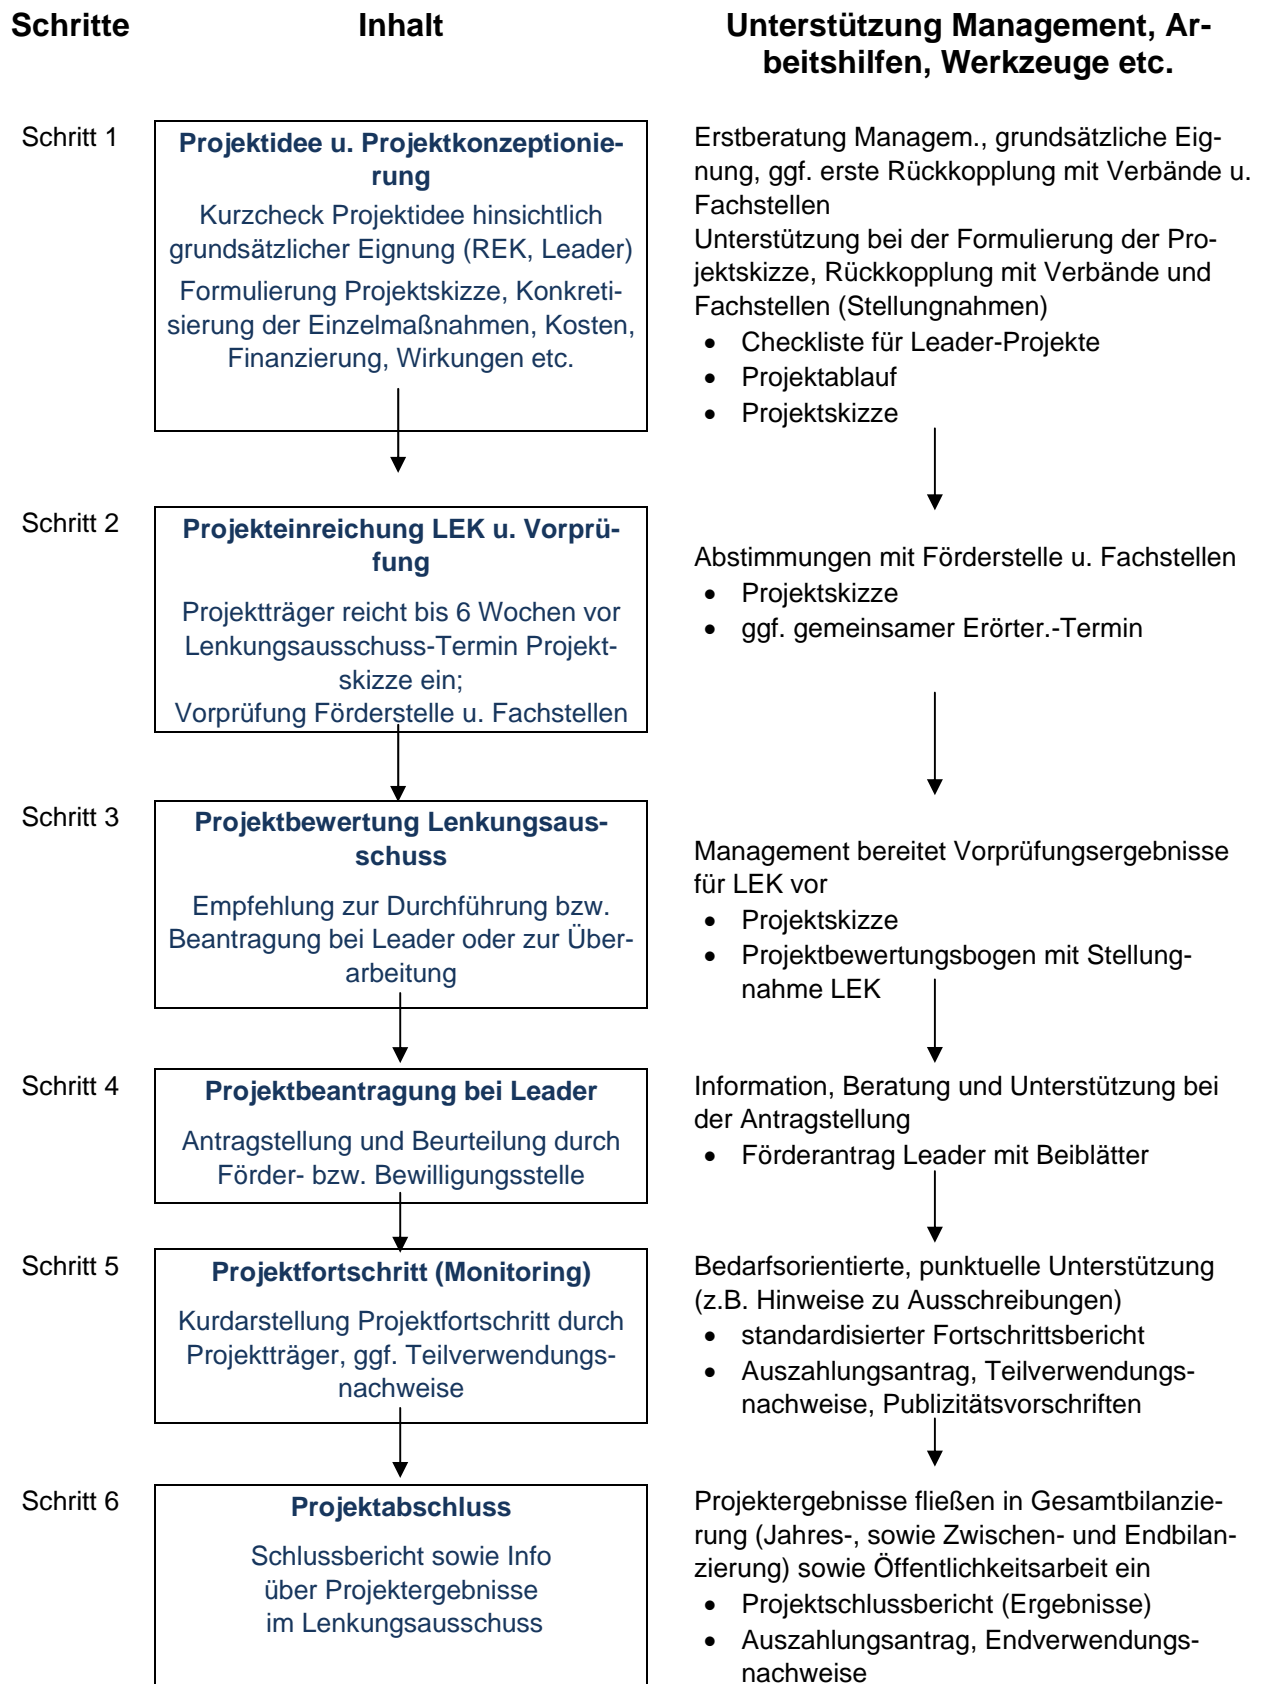 Schritte
Inhalt
Unterstützung Management, Ar-
beitshilfen, Werkzeuge etc.
Schritt 1
Projektidee u. Projektkonzeptionie-
rung
Kurzcheck Projektidee hinsichtlich
grundsätzlicher Eignung (REK, Leader)
Formulierung Projektskizze, Konkreti-
sierung der Einzelmaßnahmen, Kosten,
Finanzierung, Wirkungen etc.
Erstberatung Managem., grundsätzliche Eig-
nung, ggf. erste Rückkopplung mit Verbände u.
Fachstellen
Unterstützung bei der Formulierung der Pro-
jektskizze, Rückkopplung mit Verbände und
Fachstellen (Stellungnahmen)
• Checkliste für Leader-Projekte
• Projektablauf
• Projektskizze
Schritt 2
Projekteinreichung LEK u. Vorprü-
fung
Projektträger reicht bis 6 Wochen vor
Lenkungsausschuss-Termin Projekt-
skizze ein;
Vorprüfung Förderstelle u. Fachstellen
Abstimmungen mit Förderstelle u. Fachstellen
• Projektskizze
• ggf. gemeinsamer Erörter.-Termin
Schritt 3
Projektbewertung Lenkungsaus-
schuss
Empfehlung zur Durchführung bzw.
Beantragung bei Leader oder zur Über-
arbeitung
Management bereitet Vorprüfungsergebnisse
für LEK vor
• Projektskizze
• Projektbewertungsbogen mit Stellung-
nahme LEK
Schritt 4
Projektbeantragung bei Leader
Antragstellung und Beurteilung durch
Förder- bzw. Bewilligungsstelle
Information, Beratung und Unterstützung bei
der Antragstellung
• Förderantrag Leader mit Beiblätter
Schritt 5
Projektfortschritt (Monitoring)
Kurdarstellung Projektfortschritt durch
Projektträger, ggf. Teilverwendungs-
nachweise
Bedarfsorientierte, punktuelle Unterstützung
(z.B. Hinweise zu Ausschreibungen)
• standardisierter Fortschrittsbericht
• Auszahlungsantrag, Teilverwendungs-
nachweise, Publizitätsvorschriften
Schritt 6
Projektabschluss
Schlussbericht sowie Info
über Projektergebnisse
im Lenkungsausschuss
Projektergebnisse fließen in Gesamtbilanzie-
rung (Jahres-, sowie Zwischen- und Endbilan-
zierung) sowie Öffentlichkeitsarbeit ein
• Projektschlussbericht (Ergebnisse)
• Auszahlungsantrag, Endverwendungs-
nachweise